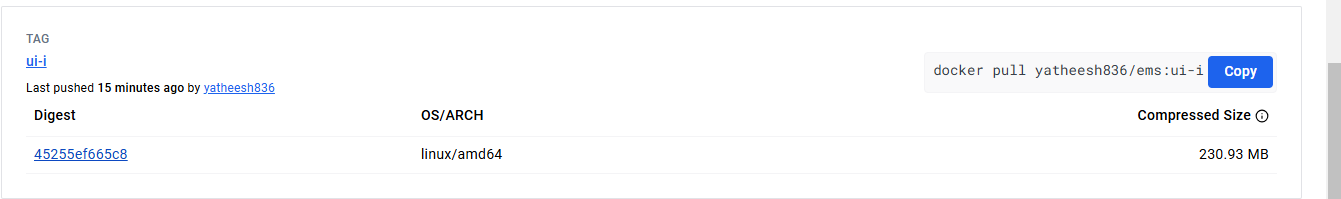 TAG
ui-i
docker pull yatheesh836/ems:ui-i Copy
Last pushed 15 minutes ago by yatheesh836
Digest OS/ARCH Compressed Size
45255ef665c8 linux/amd64 230.93 MB